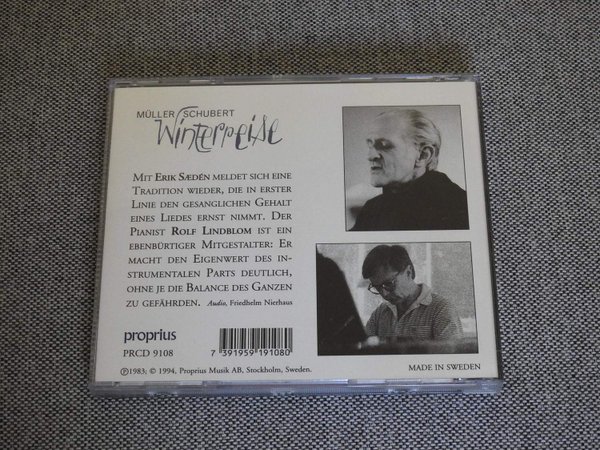 MÜLLER/SCHUBERT
Winterreise
MIT ERIK SÆDÉN MELDET SICH EINE
TRADITION WIEDER, DIE IN ERSTER
LINIE DEN GESANGLICHEN GEHALT
EINES LIEDES ERNST NIMMT. DER
PIANIST ROLF LINDBLOM IST EIN
EBENBÜRTIGER MITGESTALTER: ER
MACHT DEN EIGENWERT DES IN-
STRUMENTALEN PARTS DEUTLICH,
OHNE JE DIE BALANCE DES GANZEN
ZU GEFÄHRDEN. Audio, Friedhelm Nierhaus
proprius
PRCD 9108
7 391959 191080
℗ 1983; © 1994, Proprius Musik AB, Stockholm, Sweden.
MADE IN SWEDEN